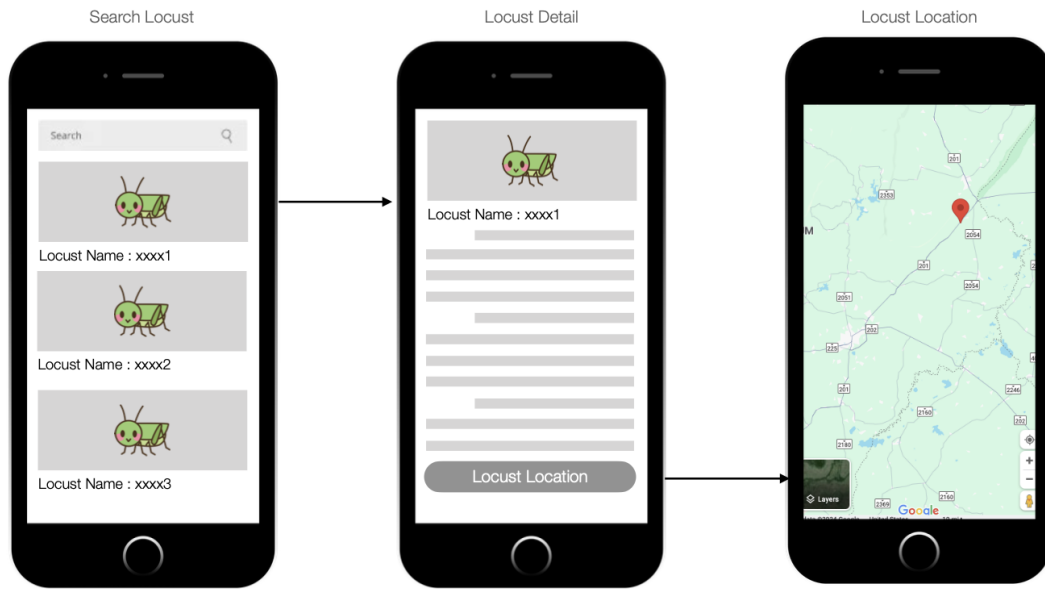 Search Locust
Locust Detail
Locust Location
Search
Locust Name : xxxx1
Locust Name : xxxx2
Locust Name : xxxx3
Locust Name : xxxx1
Locust Location
201
2353
M
2054
201
2054
2051
202
225
201
2246
2160
202
2180
Layers
2369
2160
Google